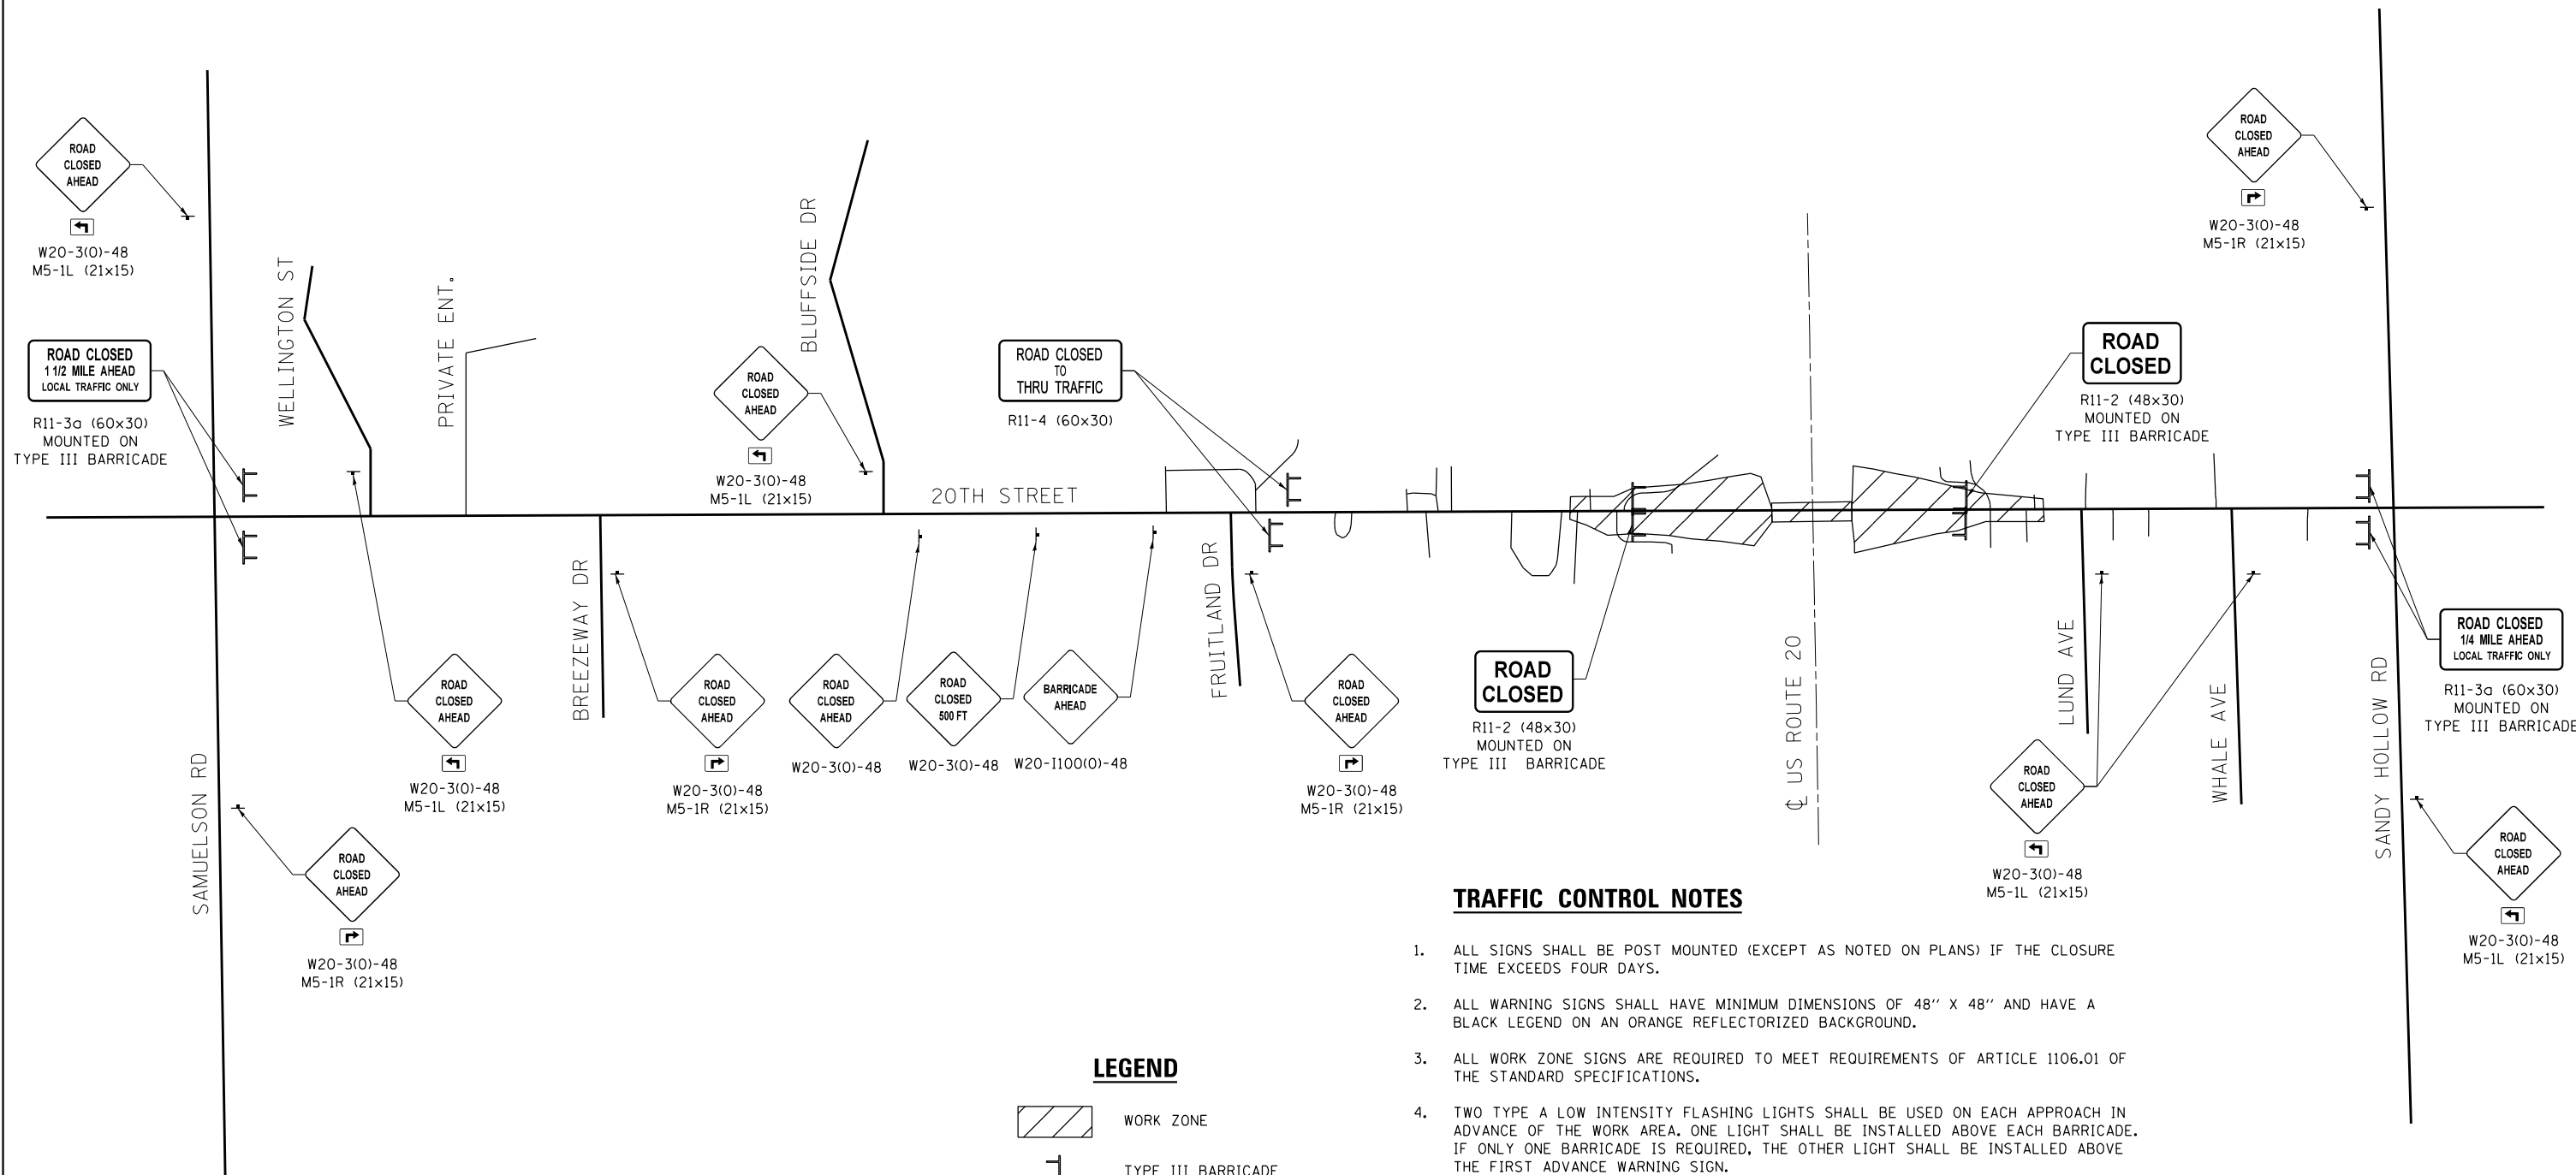 ROAD
CLOSED
AHEAD
W20-3(O)-48
M5-1L (21x15)
ROAD
CLOSED
AHEAD
W20-3(O)-48
M5-1R (21x15)
WELLINGTON ST
PRIVATE ENT.
BLUFFSIDE DR
ROAD CLOSED
1 1/2 MILE AHEAD
LOCAL TRAFFIC ONLY
R11-3a (60x30)
MOUNTED ON
TYPE III BARRICADE
ROAD
CLOSED
AHEAD
W20-3(O)-48
M5-1L (21x15)
ROAD CLOSED
TO
THRU TRAFFIC
R11-4 (60x30)
ROAD
CLOSED
R11-2 (48x30)
MOUNTED ON
TYPE III BARRICADE
20TH STREET
SAMUELSON RD
BREEZEWAY DR
FRUITLAND DR
℄ US ROUTE 20
LUND AVE
WHALE AVE
SANDY HOLLOW RD
ROAD
CLOSED
AHEAD
W20-3(O)-48
M5-1L (21x15)
ROAD
CLOSED
AHEAD
W20-3(O)-48
M5-1R (21x15)
ROAD
CLOSED
AHEAD
W20-3(O)-48
ROAD
CLOSED
500 FT
W20-3(O)-48
BARRICADE
AHEAD
W20-I100(O)-48
ROAD
CLOSED
AHEAD
W20-3(O)-48
M5-1R (21x15)
ROAD
CLOSED
R11-2 (48x30)
MOUNTED ON
TYPE III BARRICADE
ROAD CLOSED
1/4 MILE AHEAD
LOCAL TRAFFIC ONLY
R11-3a (60x30)
MOUNTED ON
TYPE III BARRICADE
ROAD
CLOSED
AHEAD
W20-3(O)-48
M5-1R (21x15)
ROAD
CLOSED
AHEAD
W20-3(O)-48
M5-1L (21x15)
ROAD
CLOSED
AHEAD
W20-3(O)-48
M5-1L (21x15)
LEGEND
WORK ZONE
TYPE III BARRICADE
TRAFFIC CONTROL NOTES
1. ALL SIGNS SHALL BE POST MOUNTED (EXCEPT AS NOTED ON PLANS) IF THE CLOSURE
TIME EXCEEDS FOUR DAYS.
2. ALL WARNING SIGNS SHALL HAVE MINIMUM DIMENSIONS OF 48'' X 48'' AND HAVE A
BLACK LEGEND ON AN ORANGE REFLECTORIZED BACKGROUND.
3. ALL WORK ZONE SIGNS ARE REQUIRED TO MEET REQUIREMENTS OF ARTICLE 1106.01 OF
THE STANDARD SPECIFICATIONS.
4. TWO TYPE A LOW INTENSITY FLASHING LIGHTS SHALL BE USED ON EACH APPROACH IN
ADVANCE OF THE WORK AREA. ONE LIGHT SHALL BE INSTALLED ABOVE EACH BARRICADE.
IF ONLY ONE BARRICADE IS REQUIRED, THE OTHER LIGHT SHALL BE INSTALLED ABOVE
THE FIRST ADVANCE WARNING SIGN.